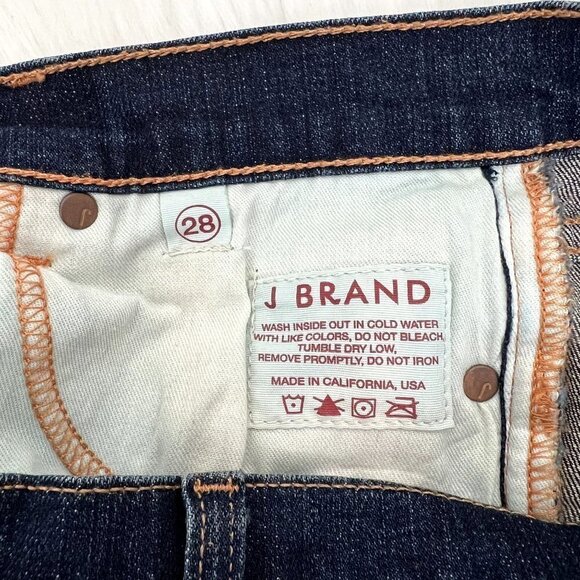 28
J BRAND
WASH INSIDE OUT IN COLD WATER
WITH LIKE COLORS, DO NOT BLEACH
TUMBLE DRY LOW,
REMOVE PROMPTLY, DO NOT IRON
MADE IN CALIFORNIA, USA